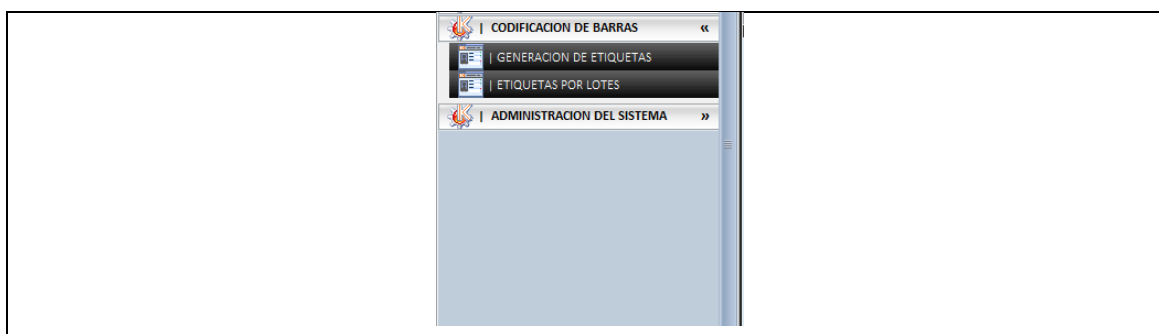 | CODIFICACION DE BARRAS «
| GENERACION DE ETIQUETAS
| ETIQUETAS POR LOTES
| ADMINISTRACION DEL SISTEMA »